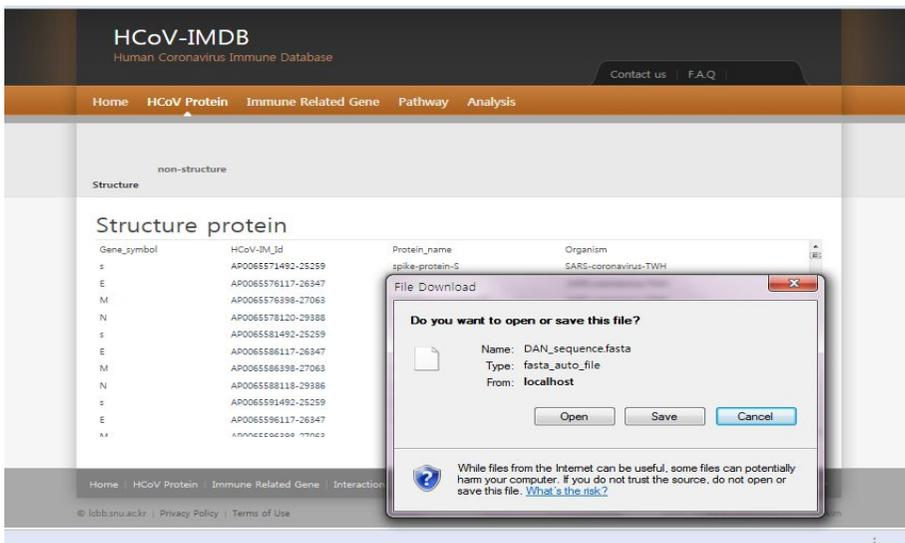 HCoV-IMDB
Human Coronavirus Immune Database
Contact us | F.A.Q |
Home HCoV Protein Immune Related Gene Pathway Analysis
non-structure
Structure
Structure protein
Gene_symbol HCoV-IM_Id Protein_name Organism
s AP0065571492-25259 spike-protein-S SARS-coronavirus-TWH
E AP0065576117-26347
M AP0065576398-27063
N AP0065578120-29388
s AP0065581492-25259
E AP0065586117-26347
M AP0065586398-27063
N AP0065588118-29386
s AP0065591492-25259
E AP0065596117-26347
M AP0065596398-27063
File Download
Do you want to open or save this file?
Name: DAN_sequence.fasta
Type: fasta_auto_file
From: localhost
Open Save Cancel
While files from the Internet can be useful, some files can potentially
harm your computer. If you do not trust the source, do not open or
save this file. What's the risk?
Home | HCoV Protein | Immune Related Gene | Interaction
© lcbb.snu.ac.kr | Privacy Policy | Terms of Use